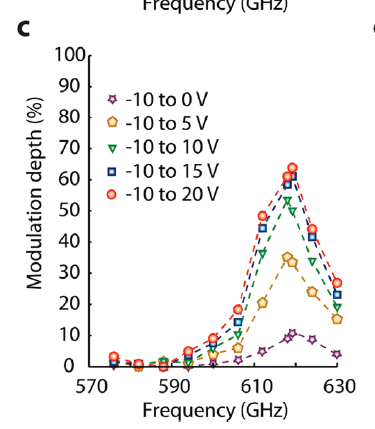 Frequency (GHz)
c
100
90
80
70
60
50
40
30
20
10
0
Modulation depth (%)
-10 to 0 V
-10 to 5 V
-10 to 10 V
-10 to 15 V
-10 to 20 V
570 590 610 630
Frequency (GHz)